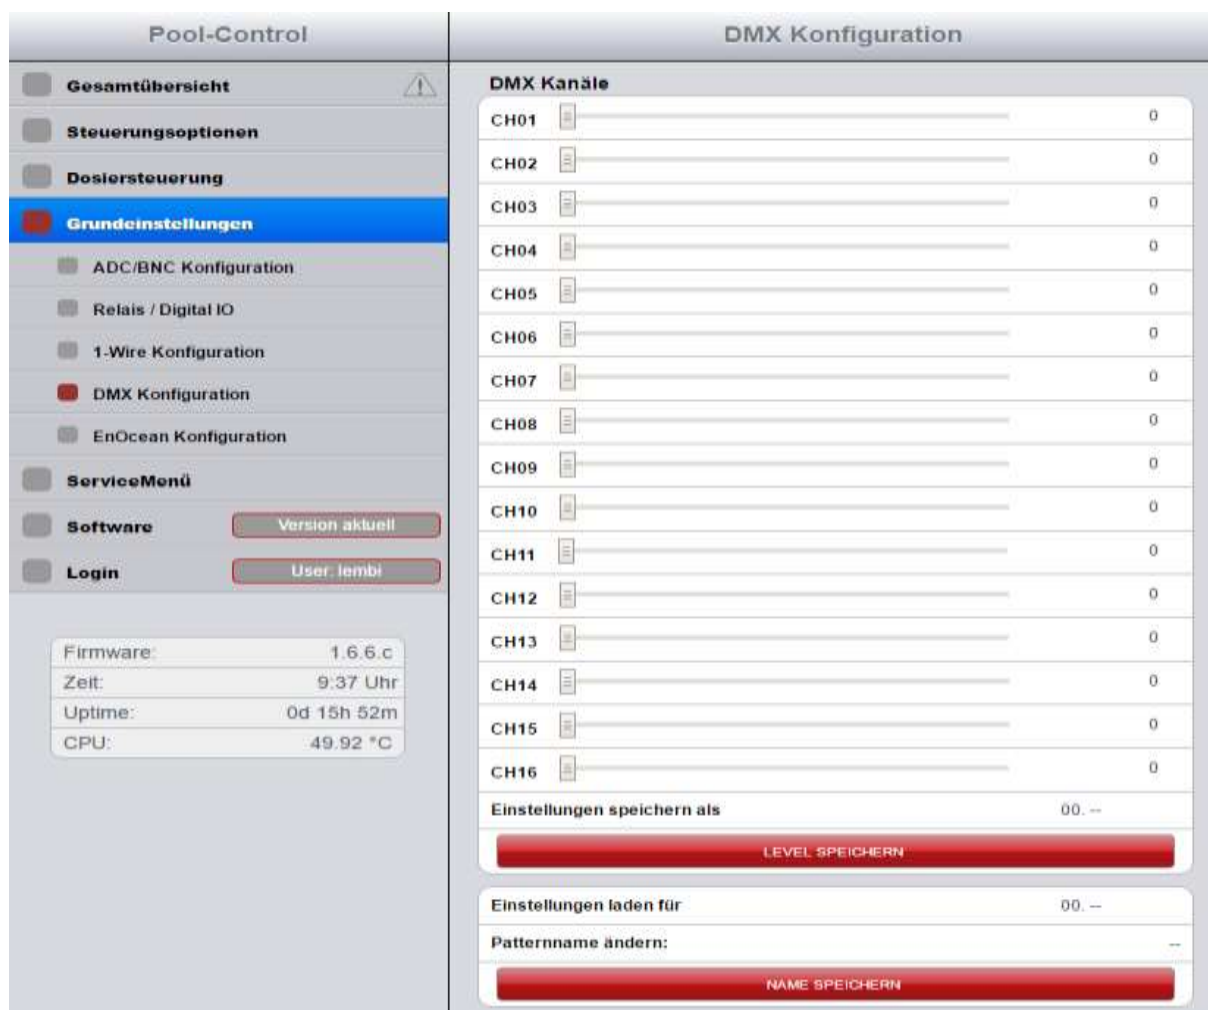 Pool-Control
Gesamtübersicht
Steuerungsoptionen
Dosiersteuerung
Grundeinstellungen
ADC/BNC Konfiguration
Relais / Digital IO
1-Wire Konfiguration
DMX Konfiguration
EnOcean Konfiguration
ServiceMenü
Software Version aktuell
Login User: lembi
Firmware: 1.6.6.c
Zeit: 9:37 Uhr
Uptime: 0d 15h 52m
CPU: 49.92 °C
DMX Konfiguration
DMX Kanäle
CH01 0
CH02 0
CH03 0
CH04 0
CH05 0
CH06 0
CH07 0
CH08 0
CH09 0
CH10 0
CH11 0
CH12 0
CH13 0
CH14 0
CH15 0
CH16 0
Einstellungen speichern als 00. --
LEVEL SPEICHERN
Einstellungen laden für 00. --
Patternname ändern: --
NAME SPEICHERN